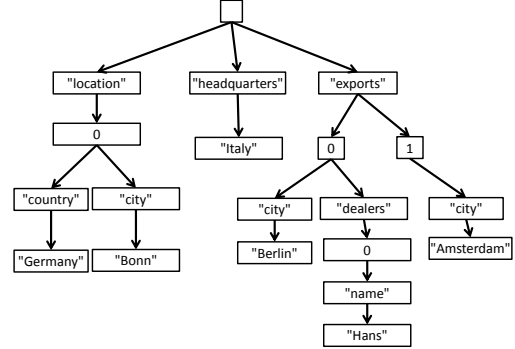 "location" "headquarters" "exports"
0 "Italy" 0 1
"country" "city" "city" "dealers" "city"
"Germany" "Bonn" "Berlin" 0 "Amsterdam"
"name"
"Hans"